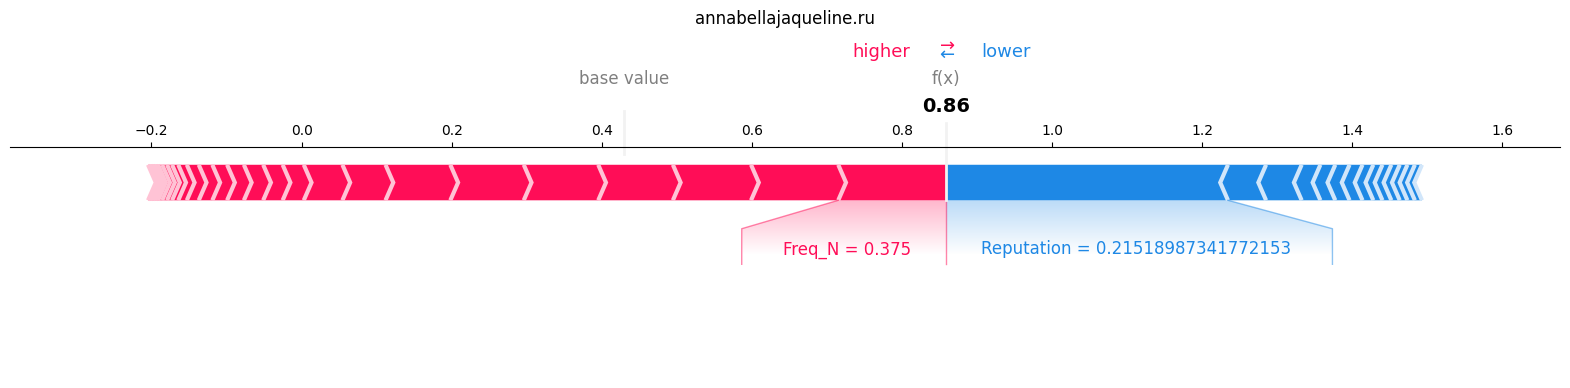 annabellajaqueline.ru
higher → ← lower
base value f(x)
0.86
−0.2 0.0 0.2 0.4 0.6 0.8 1.0 1.2 1.4 1.6
Freq_N = 0.375 Reputation = 0.21518987341772153